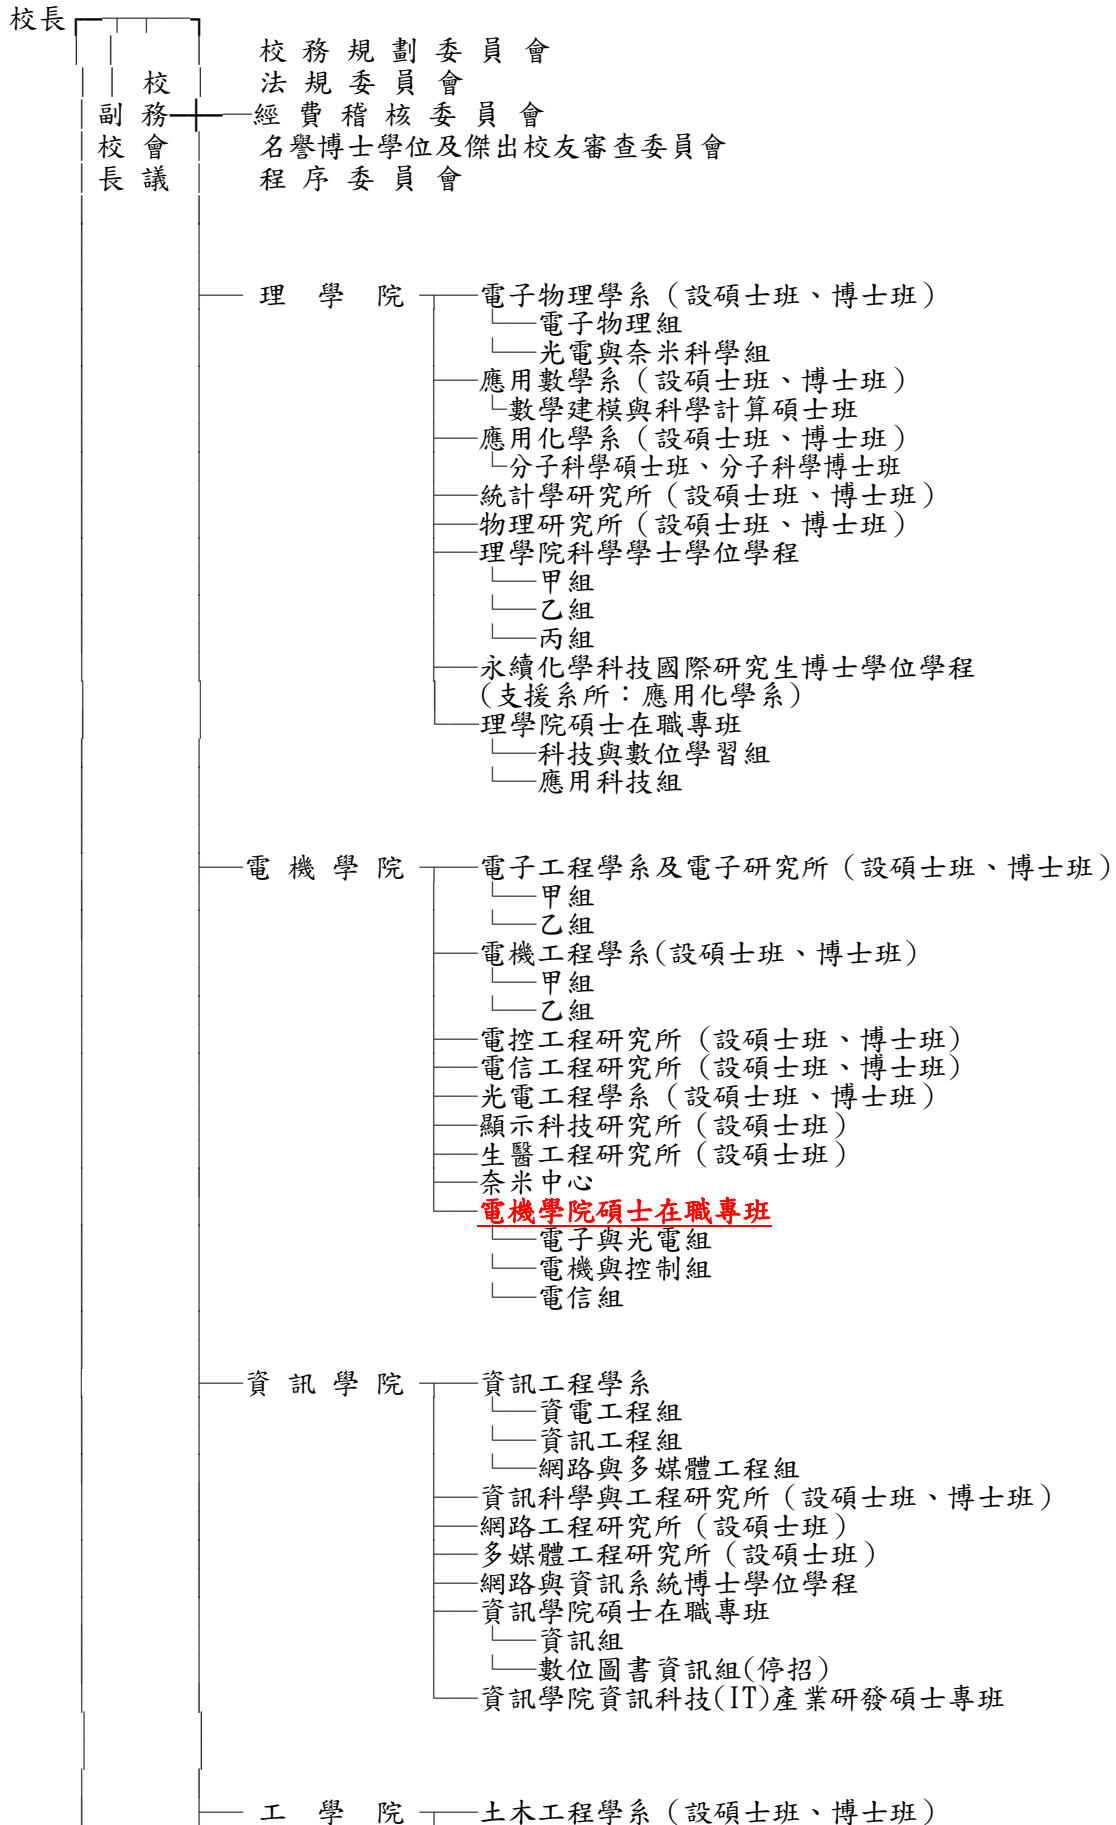 校長
校務規劃委員會
校 法規委員會
副務 經費稽核委員會
校會 名譽博士學位及傑出校友審查委員會
長議 程序委員會
理學院 電子物理學系（設碩士班、博士班）
電子物理組
光電與奈米科學組
應用數學系（設碩士班、博士班）
數學建模與科學計算碩士班
應用化學系（設碩士班、博士班）
分子科學碩士班、分子科學博士班
統計學研究所（設碩士班、博士班）
物理研究所（設碩士班、博士班）
理學院科學學士學位學程
甲組
乙組
丙組
永續化學科技國際研究生博士學位學程
(支援系所：應用化學系)
理學院碩士在職專班
科技與數位學習組
應用科技組
電機學院 電子工程學系及電子研究所（設碩士班、博士班）
甲組
乙組
電機工程學系(設碩士班、博士班)
甲組
乙組
電控工程研究所（設碩士班、博士班）
電信工程研究所（設碩士班、博士班）
光電工程學系（設碩士班、博士班）
顯示科技研究所（設碩士班）
生醫工程研究所（設碩士班）
奈米中心
電機學院碩士在職專班
電子與光電組
電機與控制組
電信組
資訊學院 資訊工程學系
資電工程組
資訊工程組
網路與多媒體工程組
資訊科學與工程研究所（設碩士班、博士班）
網路工程研究所（設碩士班）
多媒體工程研究所（設碩士班）
網路與資訊系統博士學位學程
資訊學院碩士在職專班
資訊組
數位圖書資訊組(停招)
資訊學院資訊科技(IT)產業研發碩士專班
工學院 土木工程學系（設碩士班、博士班）